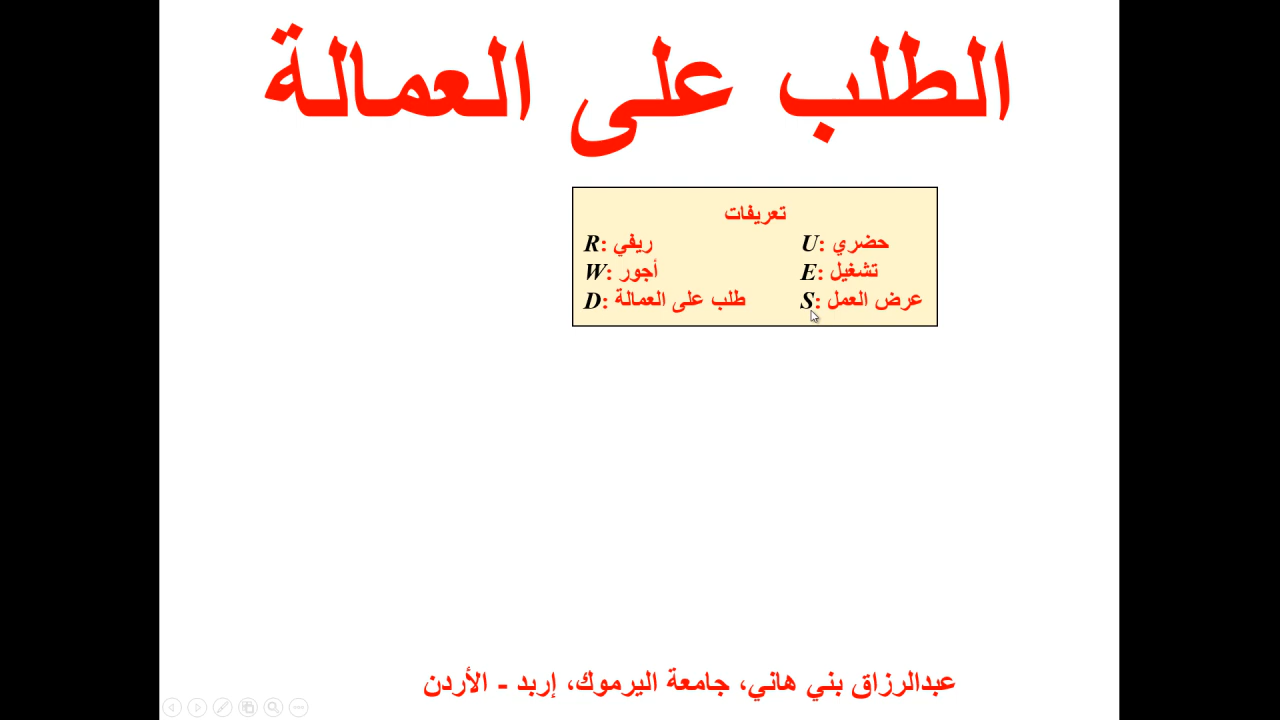 الطلب على العمالة
تعريفات
U: حضري R: ريفي
E: تشغيل W: أجور
S: عرض العمل D: طلب على العمالة
عبدالرزاق بني هاني، جامعة اليرموك، إربد - الأردن